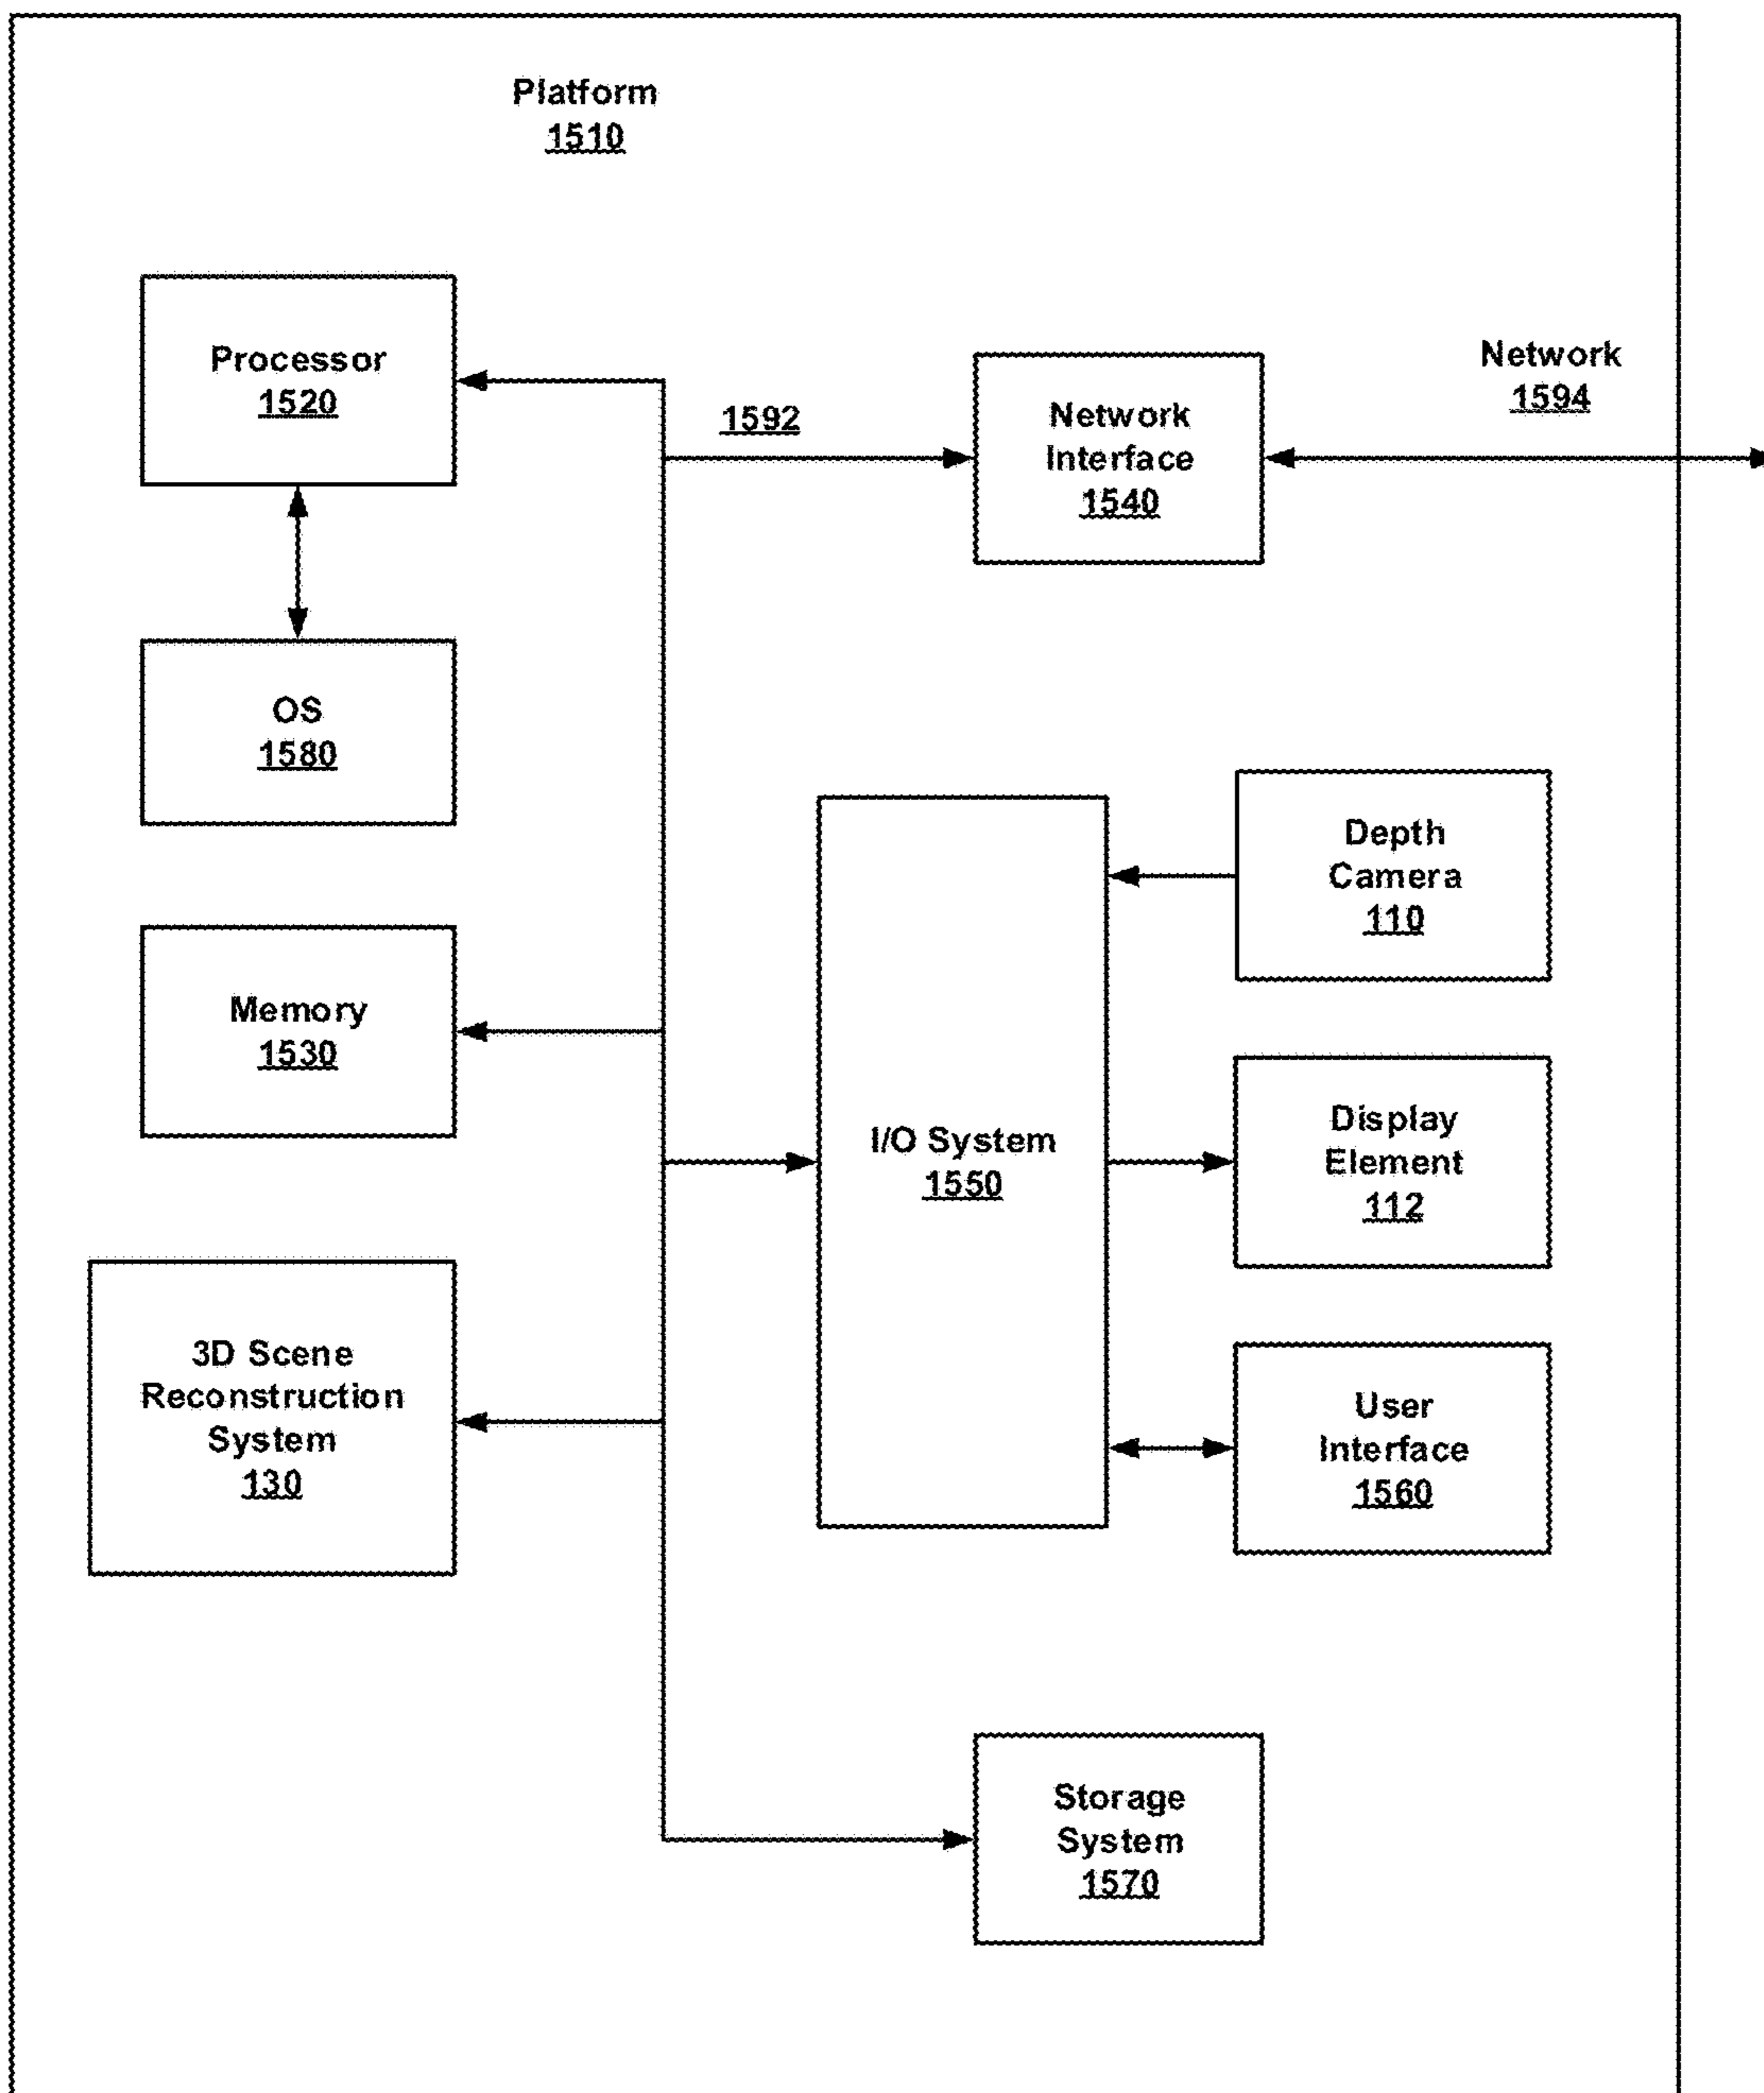 Platform
1510
Processor
1520
1592
Network
Interface
1540
Network
1594
OS
1580
Depth
Camera
110
Memory
1530
I/O System
1550
Display
Element
112
3D Scene
Reconstruction
System
130
User
Interface
1560
Storage
System
1570